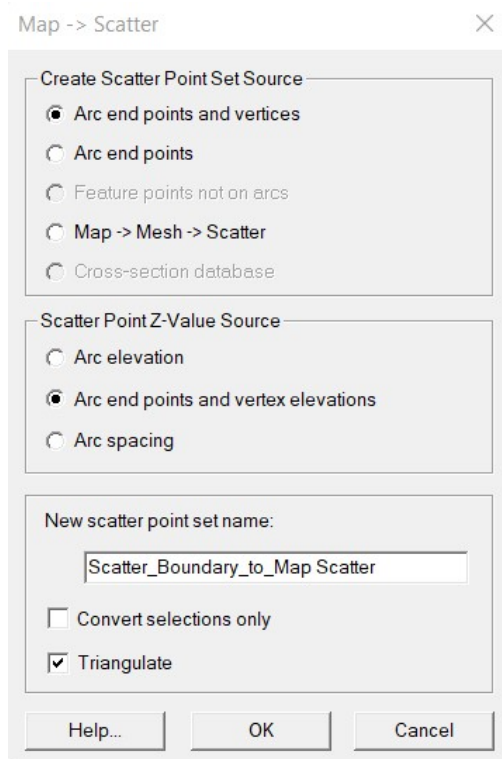 Map -> Scatter
Create Scatter Point Set Source
Arc end points and vertices
Arc end points
Feature points not on arcs
Map -> Mesh -> Scatter
Cross-section database
Scatter Point Z-Value Source
Arc elevation
Arc end points and vertex elevations
Arc spacing
New scatter point set name:
Scatter_Boundary_to_Map Scatter
Convert selections only
Triangulate
Help... OK Cancel